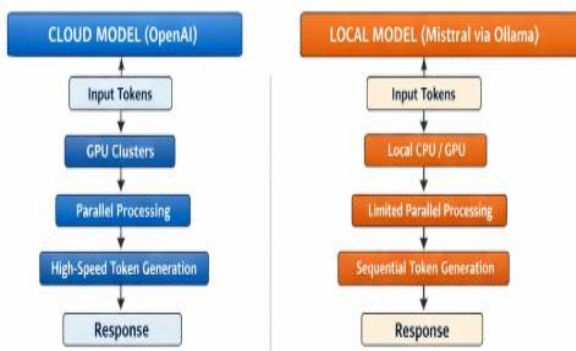 CLOUD MODEL (OpenAI)
Input Tokens
GPU Clusters
Parallel Processing
High-Speed Token Generation
Response
LOCAL MODEL (Misttral via Ollama)
Input Tokens
Local CPU / GPU
Limited Parallel Processing
Sequential Token Generation
Response